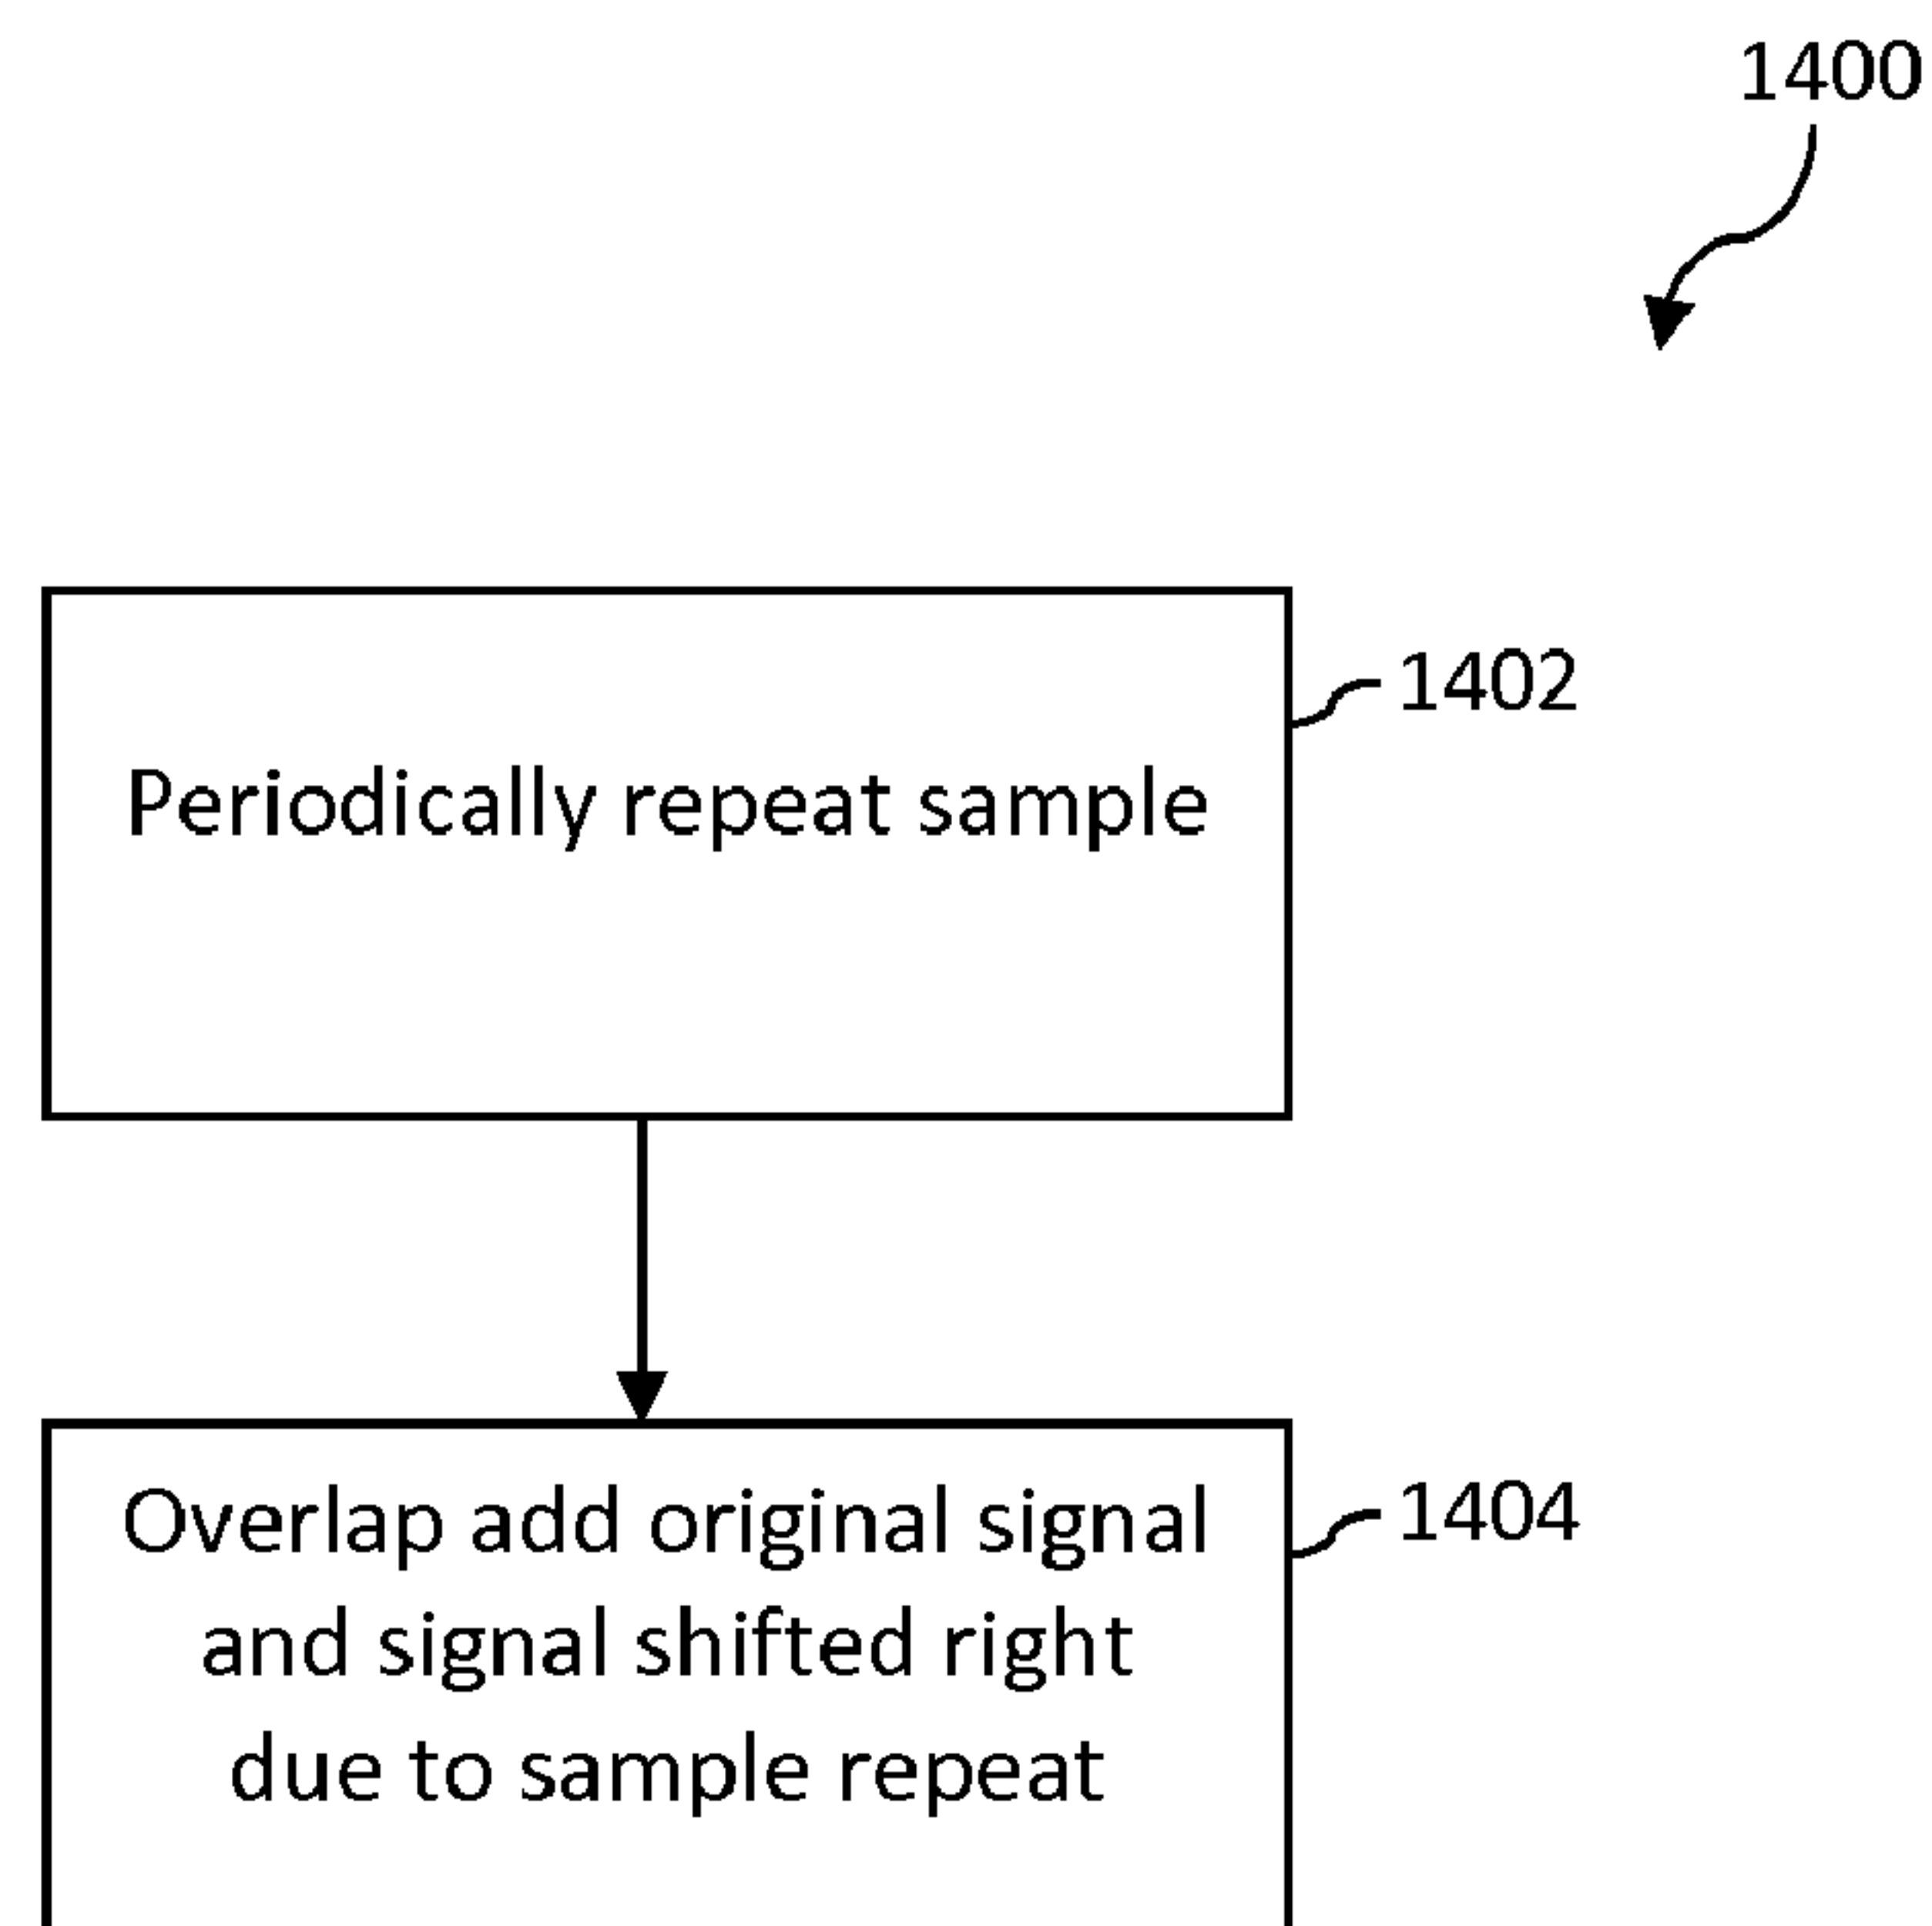 1400
1402
Periodically repeat sample
1404
Overlap add original signal
and signal shifted right
due to sample repeat